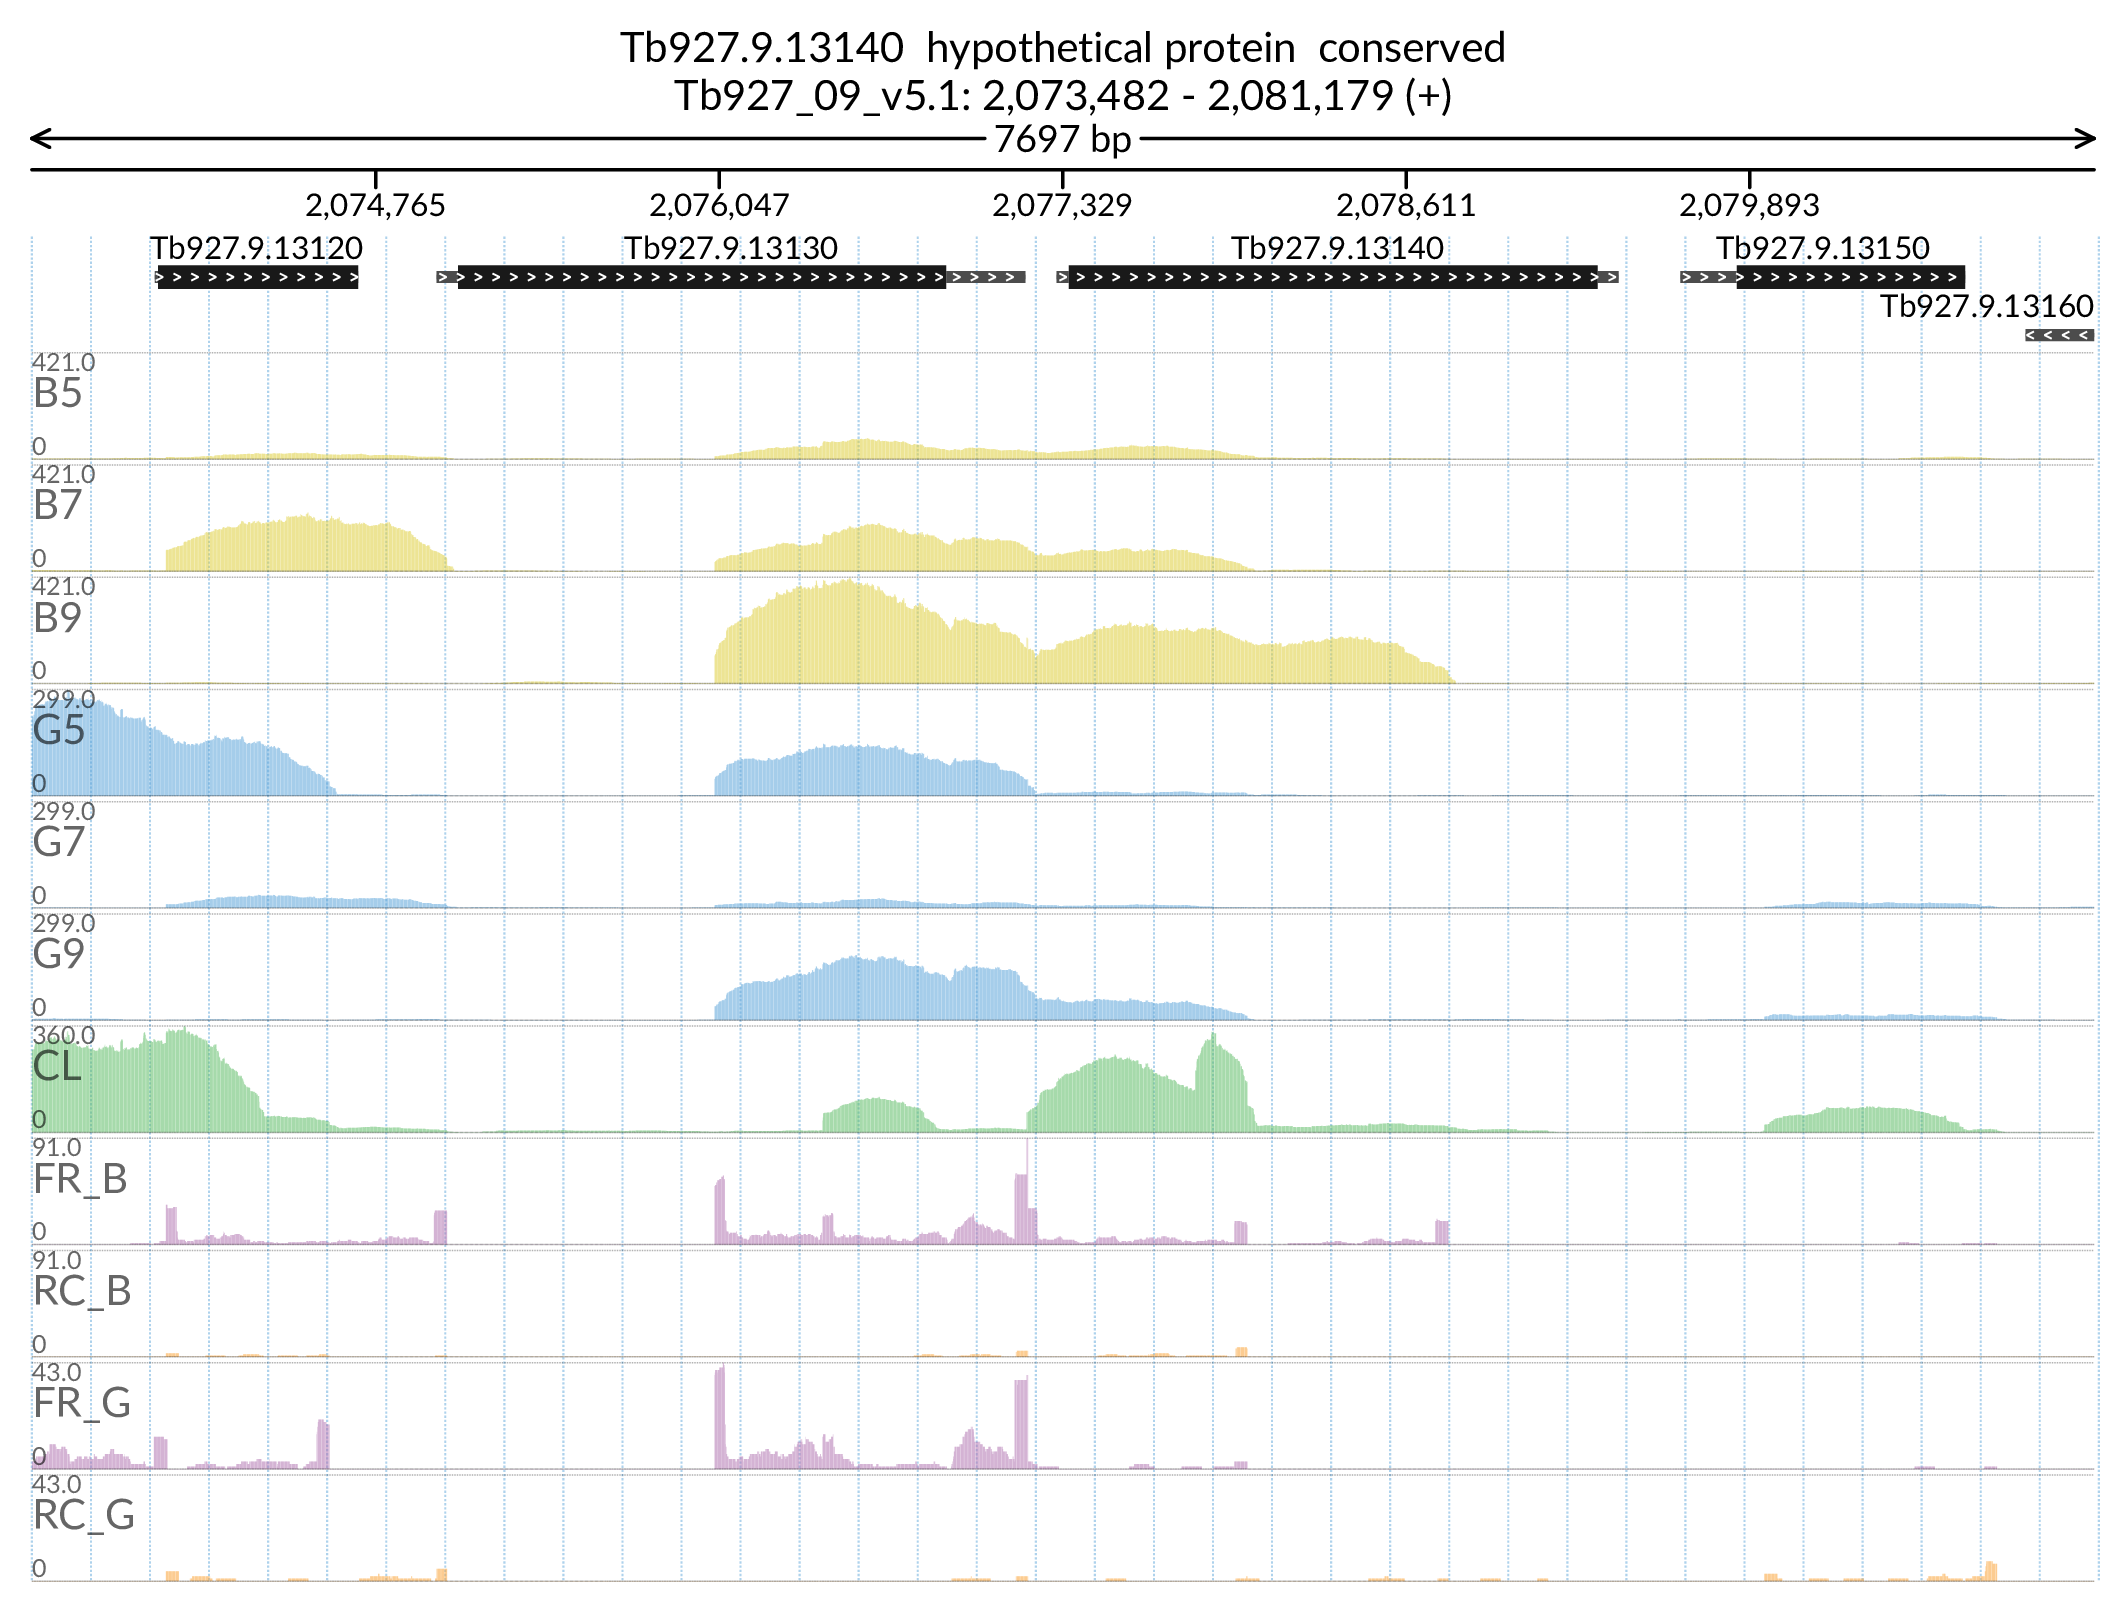 Tb927.9.13140  hypothetical protein  conserved
Tb927_09_v5.1: 2,073,482 - 2,081,179 (+)
7697 bp
2,074,765 2,076,047 2,077,329 2,078,611 2,079,893
Tb927.9.13120 Tb927.9.13130 Tb927.9.13140 Tb927.9.13150
Tb927.9.13160
421.0
B5
0
421.0
B7
0
421.0
B9
0
299.0
G5
0
299.0
G7
0
299.0
G9
0
360.0
CL
0
91.0
FR_B
0
91.0
RC_B
0
43.0
FR_G
0
43.0
RC_G
0